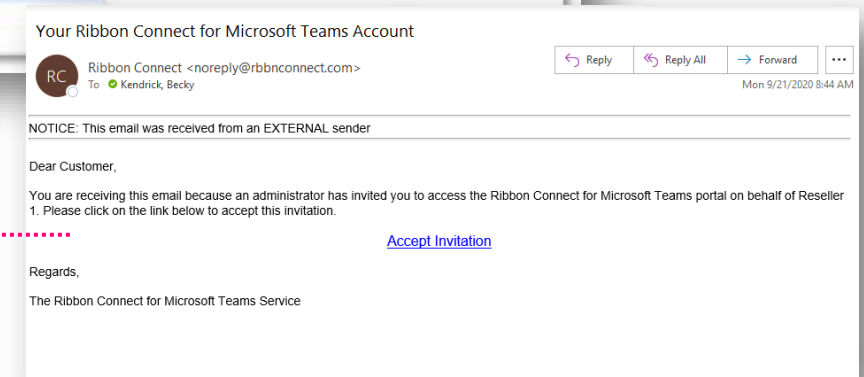 Your Ribbon Connect for Microsoft Teams Account
RC
Ribbon Connect <noreply@rbbnconnect.com>
To Kendrick, Becky
Reply
Reply All
Forward
...
Mon 9/21/2020 8:44 AM
NOTICE: This email was received from an EXTERNAL sender
Dear Customer,
You are receiving this email because an administrator has invited you to access the Ribbon Connect for Microsoft Teams portal on behalf of Reseller
1. Please click on the link below to accept this invitation.
Accept Invitation
Regards,
The Ribbon Connect for Microsoft Teams Service